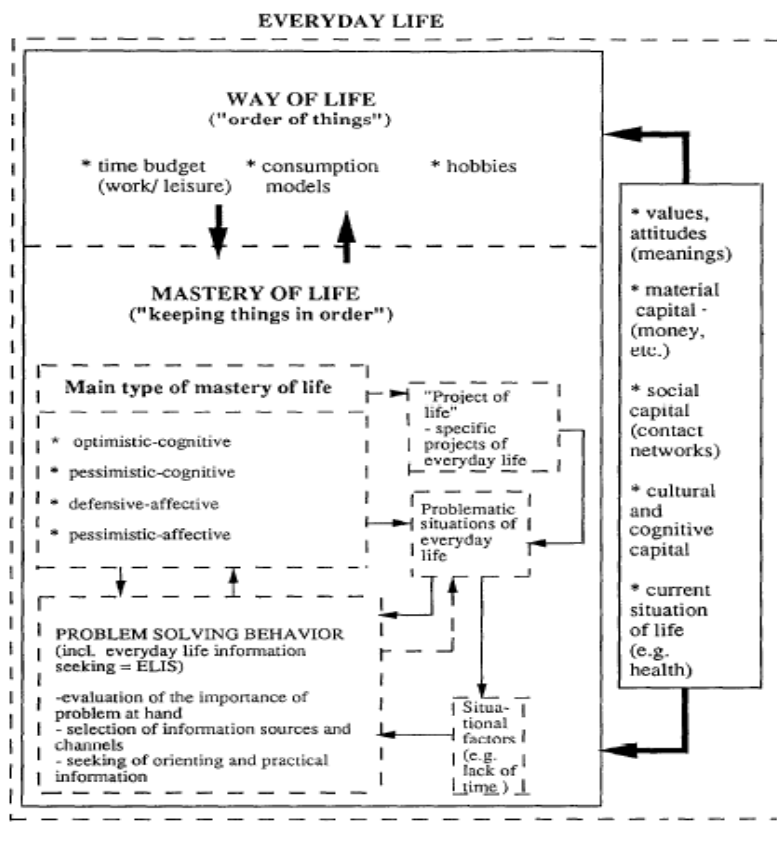 EVERYDAY LIFE
WAY OF LIFE
("order of things")
* time budget
(work/ leisure)
* consumption
models
* hobbies
MASTERY OF LIFE
("keeping things in order")
Main type of mastery of life
* optimistic-cognitive
* pessimistic-cognitive
* defensive-affective
* pessimistic-affective
"Project of
life"
- specific
projects of
everyday life
Problematic
situations of
everyday
life
PROBLEM SOLVING BEHAVIOR
(incl. everyday life information
seeking = ELIS)
-evaluation of the importance of
problem at hand
- selection of information sources and
channels
- seeking of orienting and practical
information
Situa-
tional
factors
(e.g.
lack of
time )
* values,
attitudes
(meanings)
* material
capital -
(money,
etc.)
* social
capital
(contact
networks)
* cultural
and
cognitive
capital
* current
situation
of life
(e.g.
health)